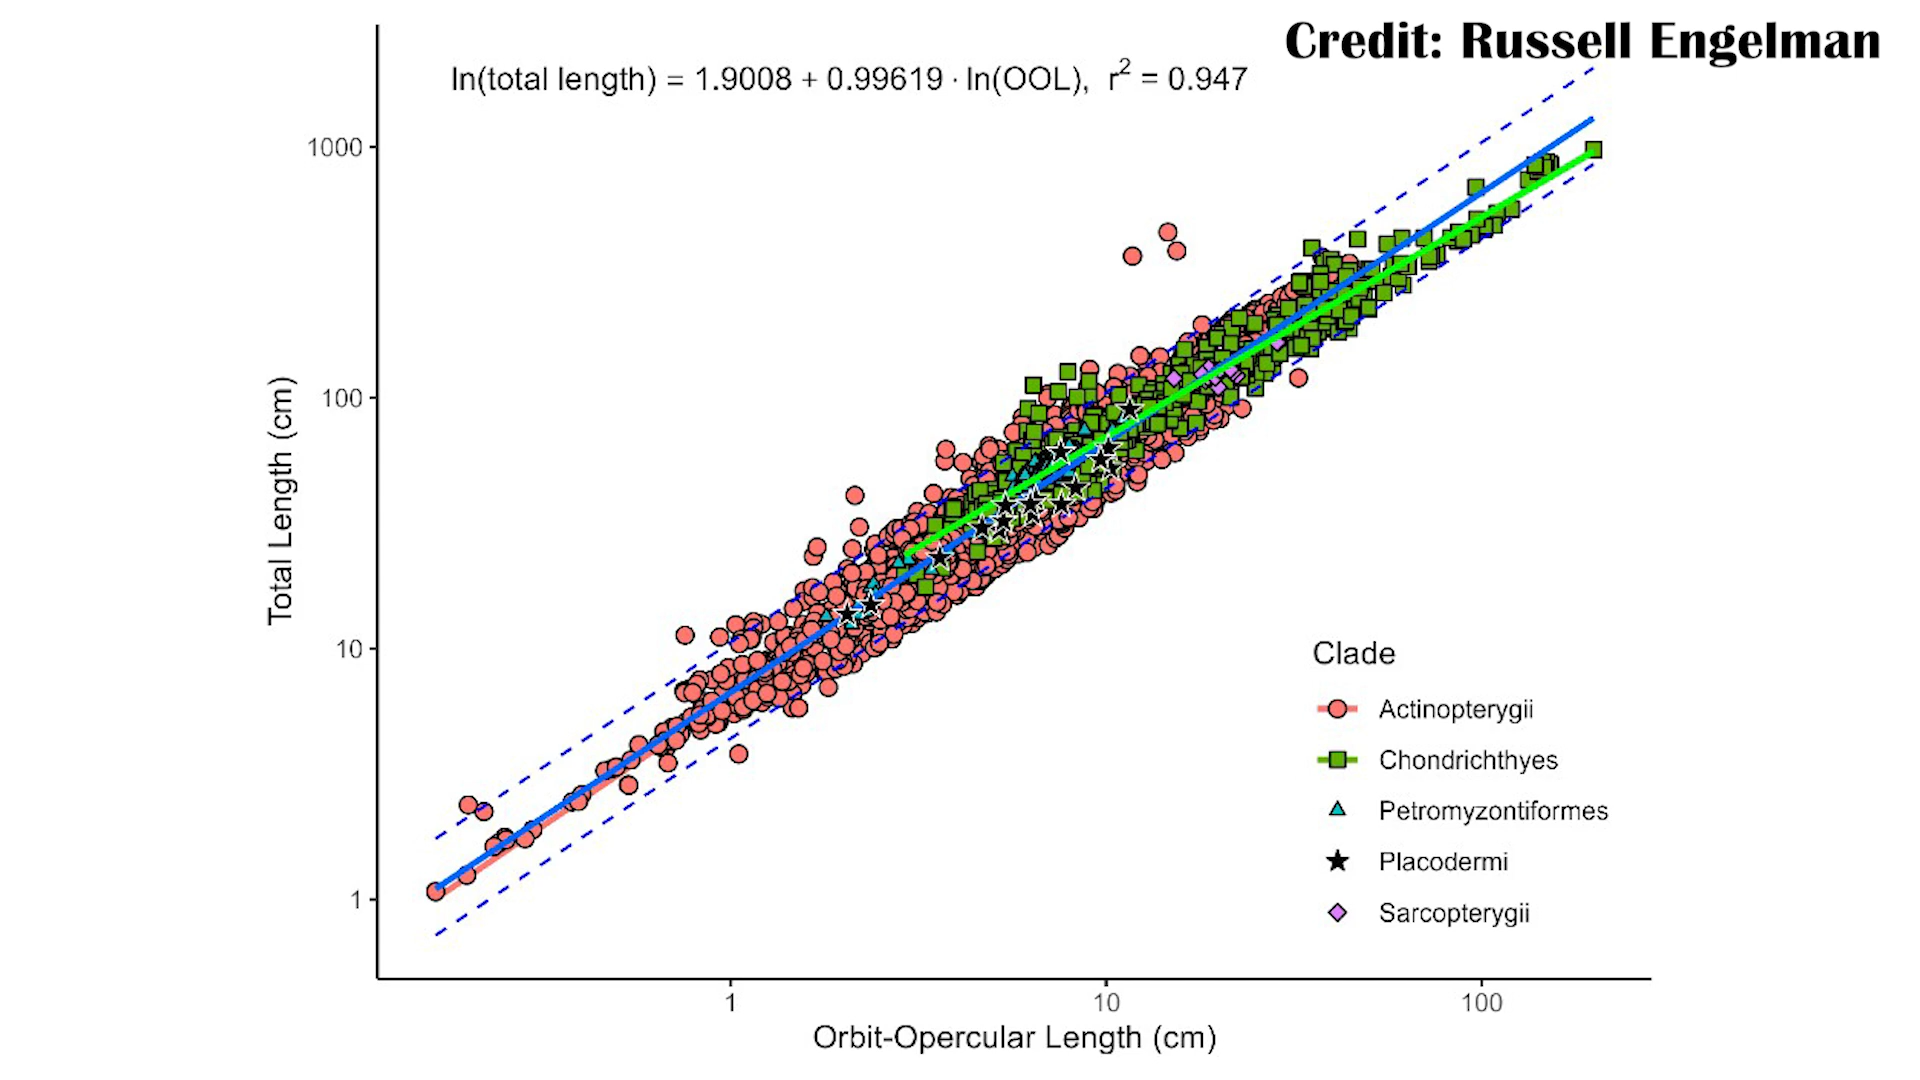 Credit: Russell Engelman
ln(total length) = 1.9008 + 0.99619 · ln(OOL),  r² = 0.947
1000
100
10
1
Total Length (cm)
Clade
Actinopterygii
Chondrichthyes
Petromyzontiformes
Placodermi
Sarcopterygii
1 10 100
Orbit-Opercular Length (cm)